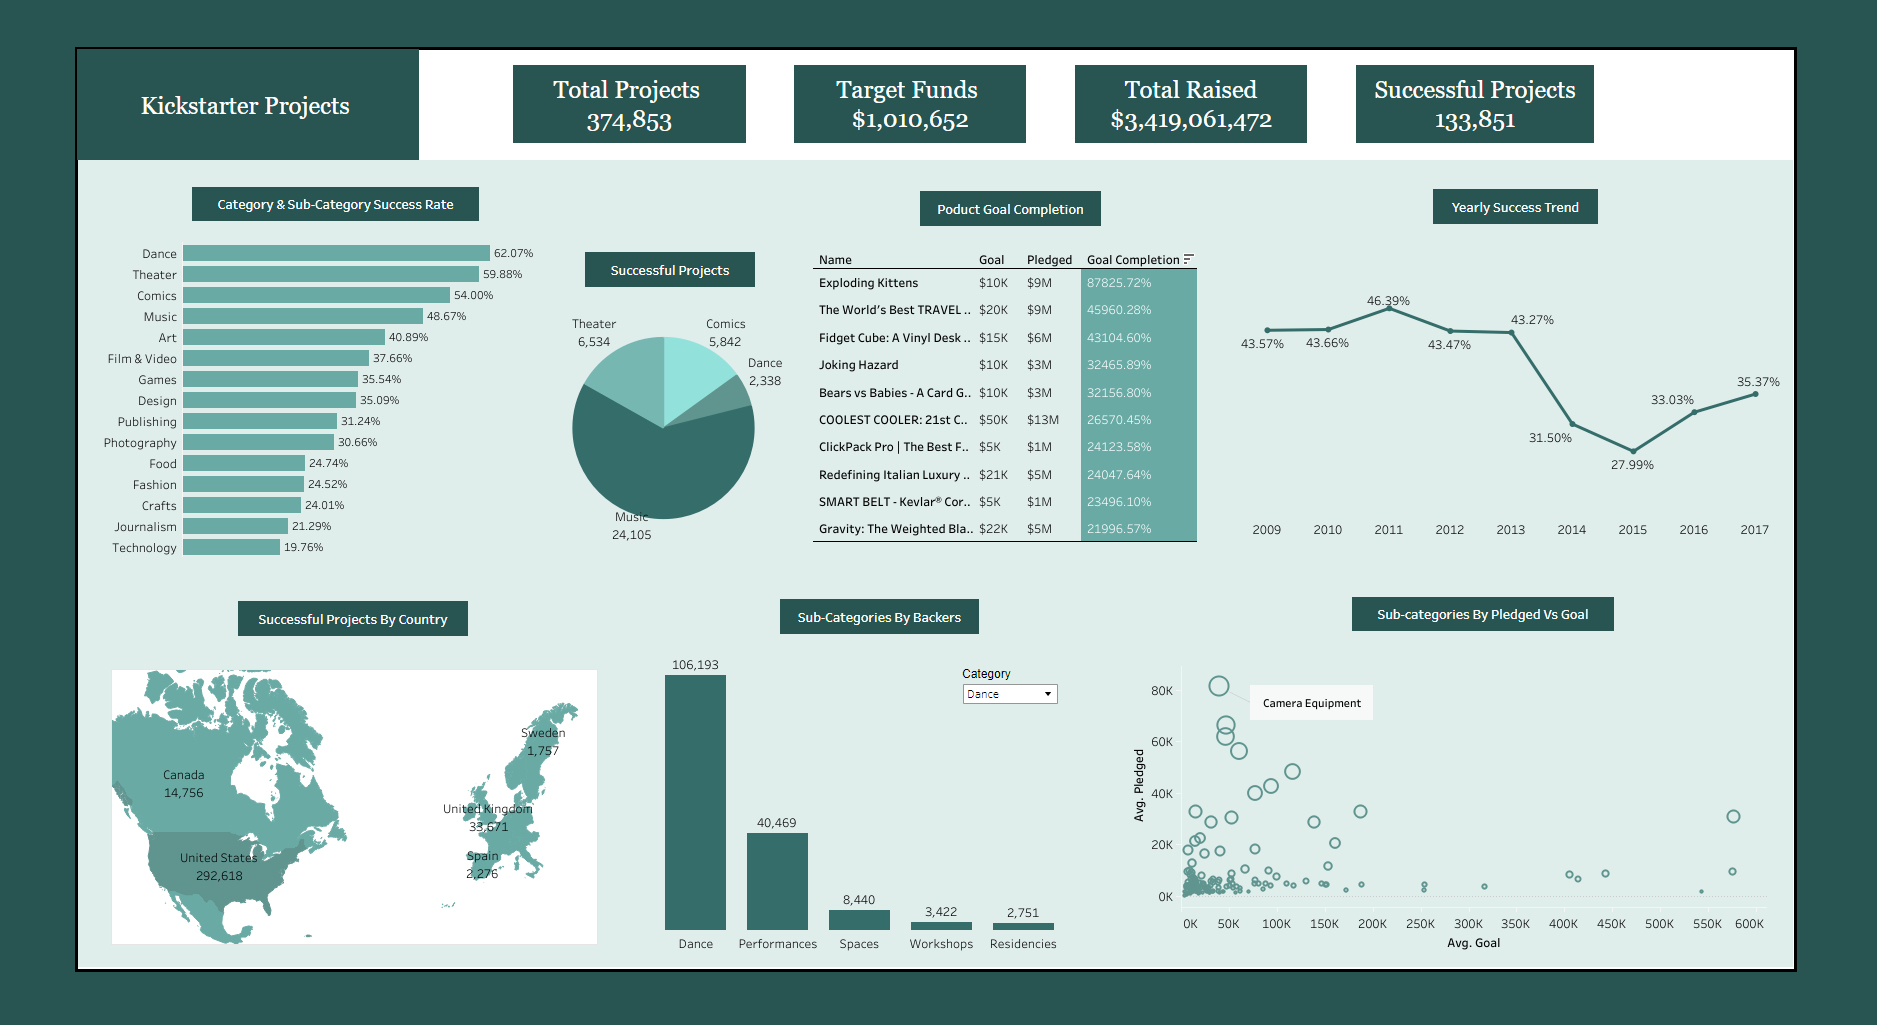 Kickstarter Projects
Total Projects
374,853
Target Funds
$1,010,652
Total Raised
$3,419,061,472
Successful Projects
133,851
Category & Sub-Category Success Rate
Dance 62.07%
Theater 59.88%
Comics 54.00%
Music 48.67%
Art 40.89%
Film & Video 37.66%
Games 35.54%
Design 35.09%
Publishing 31.24%
Photography 30.66%
Food 24.74%
Fashion 24.52%
Crafts 24.01%
Journalism 21.29%
Technology 19.76%
Successful Projects
Theater
6,534
Comics
5,842
Dance
2,338
Music
24,105
Poduct Goal Completion
Name Goal Pledged Goal Completion
Exploding Kittens $10K $9M 87825.72%
The World's Best TRAVEL .. $20K $9M 45960.28%
Fidget Cube: A Vinyl Desk .. $15K $6M 43104.60%
Joking Hazard $10K $3M 32465.89%
Bears vs Babies - A Card G.. $10K $3M 32156.80%
COOLEST COOLER: 21st C.. $50K $13M 26570.45%
ClickPack Pro | The Best F.. $5K $1M 24123.58%
Redefining Italian Luxury .. $21K $5M 24047.64%
SMART BELT - Kevlar® Cor.. $5K $1M 23496.10%
Gravity: The Weighted Bla.. $22K $5M 21996.57%
Yearly Success Trend
43.57%
43.66%
46.39%
43.47%
43.27%
31.50%
27.99%
33.03%
35.37%
2009 2010 2011 2012 2013 2014 2015 2016 2017
Successful Projects By Country
Canada
14,756
United States
292,618
Sweden
1,757
United Kingdom
33,671
Spain
2,276
Sub-Categories By Backers
Category
Dance
106,193
40,469
8,440
3,422
2,751
Dance Performances Spaces Workshops Residencies
Sub-categories By Pledged Vs Goal
Camera Equipment
Avg. Pledged
80K
60K
40K
20K
0K
0K 50K 100K 150K 200K 250K 300K 350K 400K 450K 500K 550K 600K
Avg. Goal